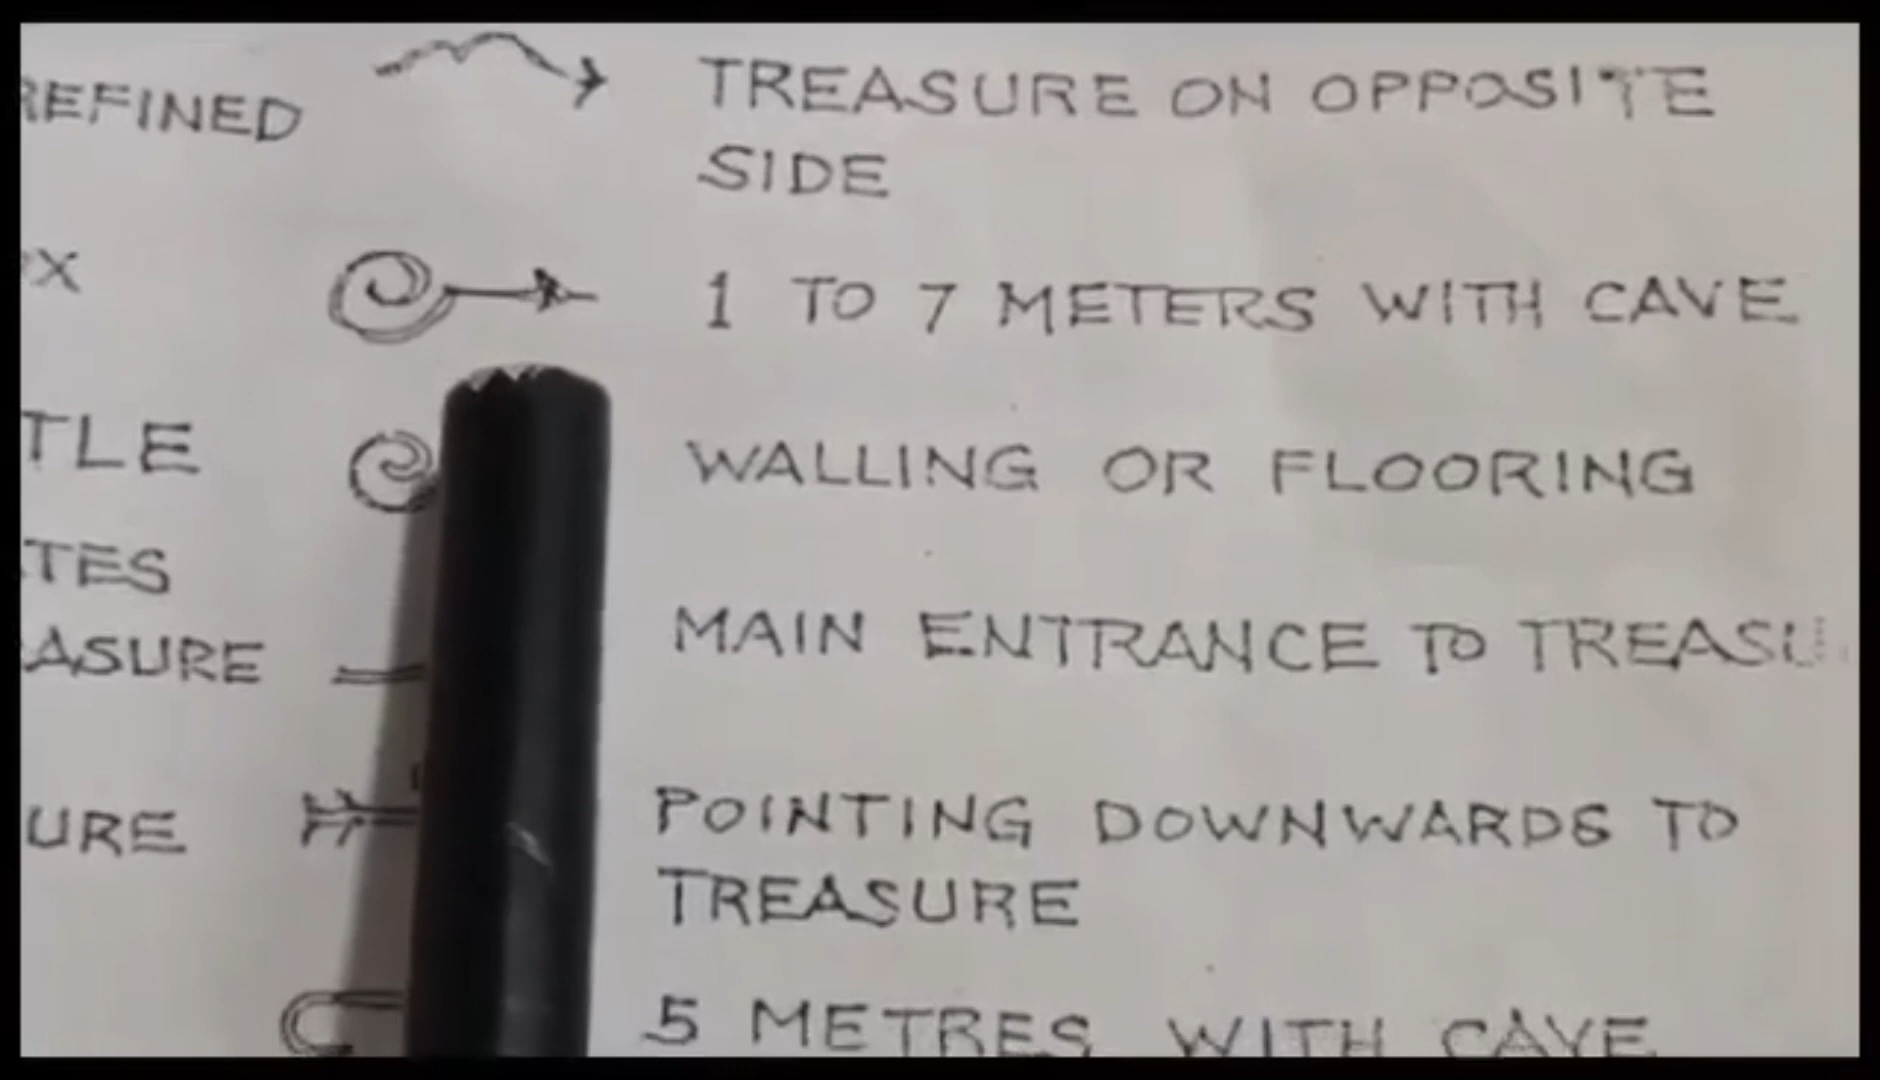 REFINED
TREASURE ON OPPOSITE
SIDE
X
1 TO 7 METERS WITH CAVE
TLE
WALLING OR FLOORING
TES
ASURE
MAIN ENTRANCE TO TREASU
URE
POINTING DOWNWARDS TO
TREASURE
5 METRES WITH CAVE